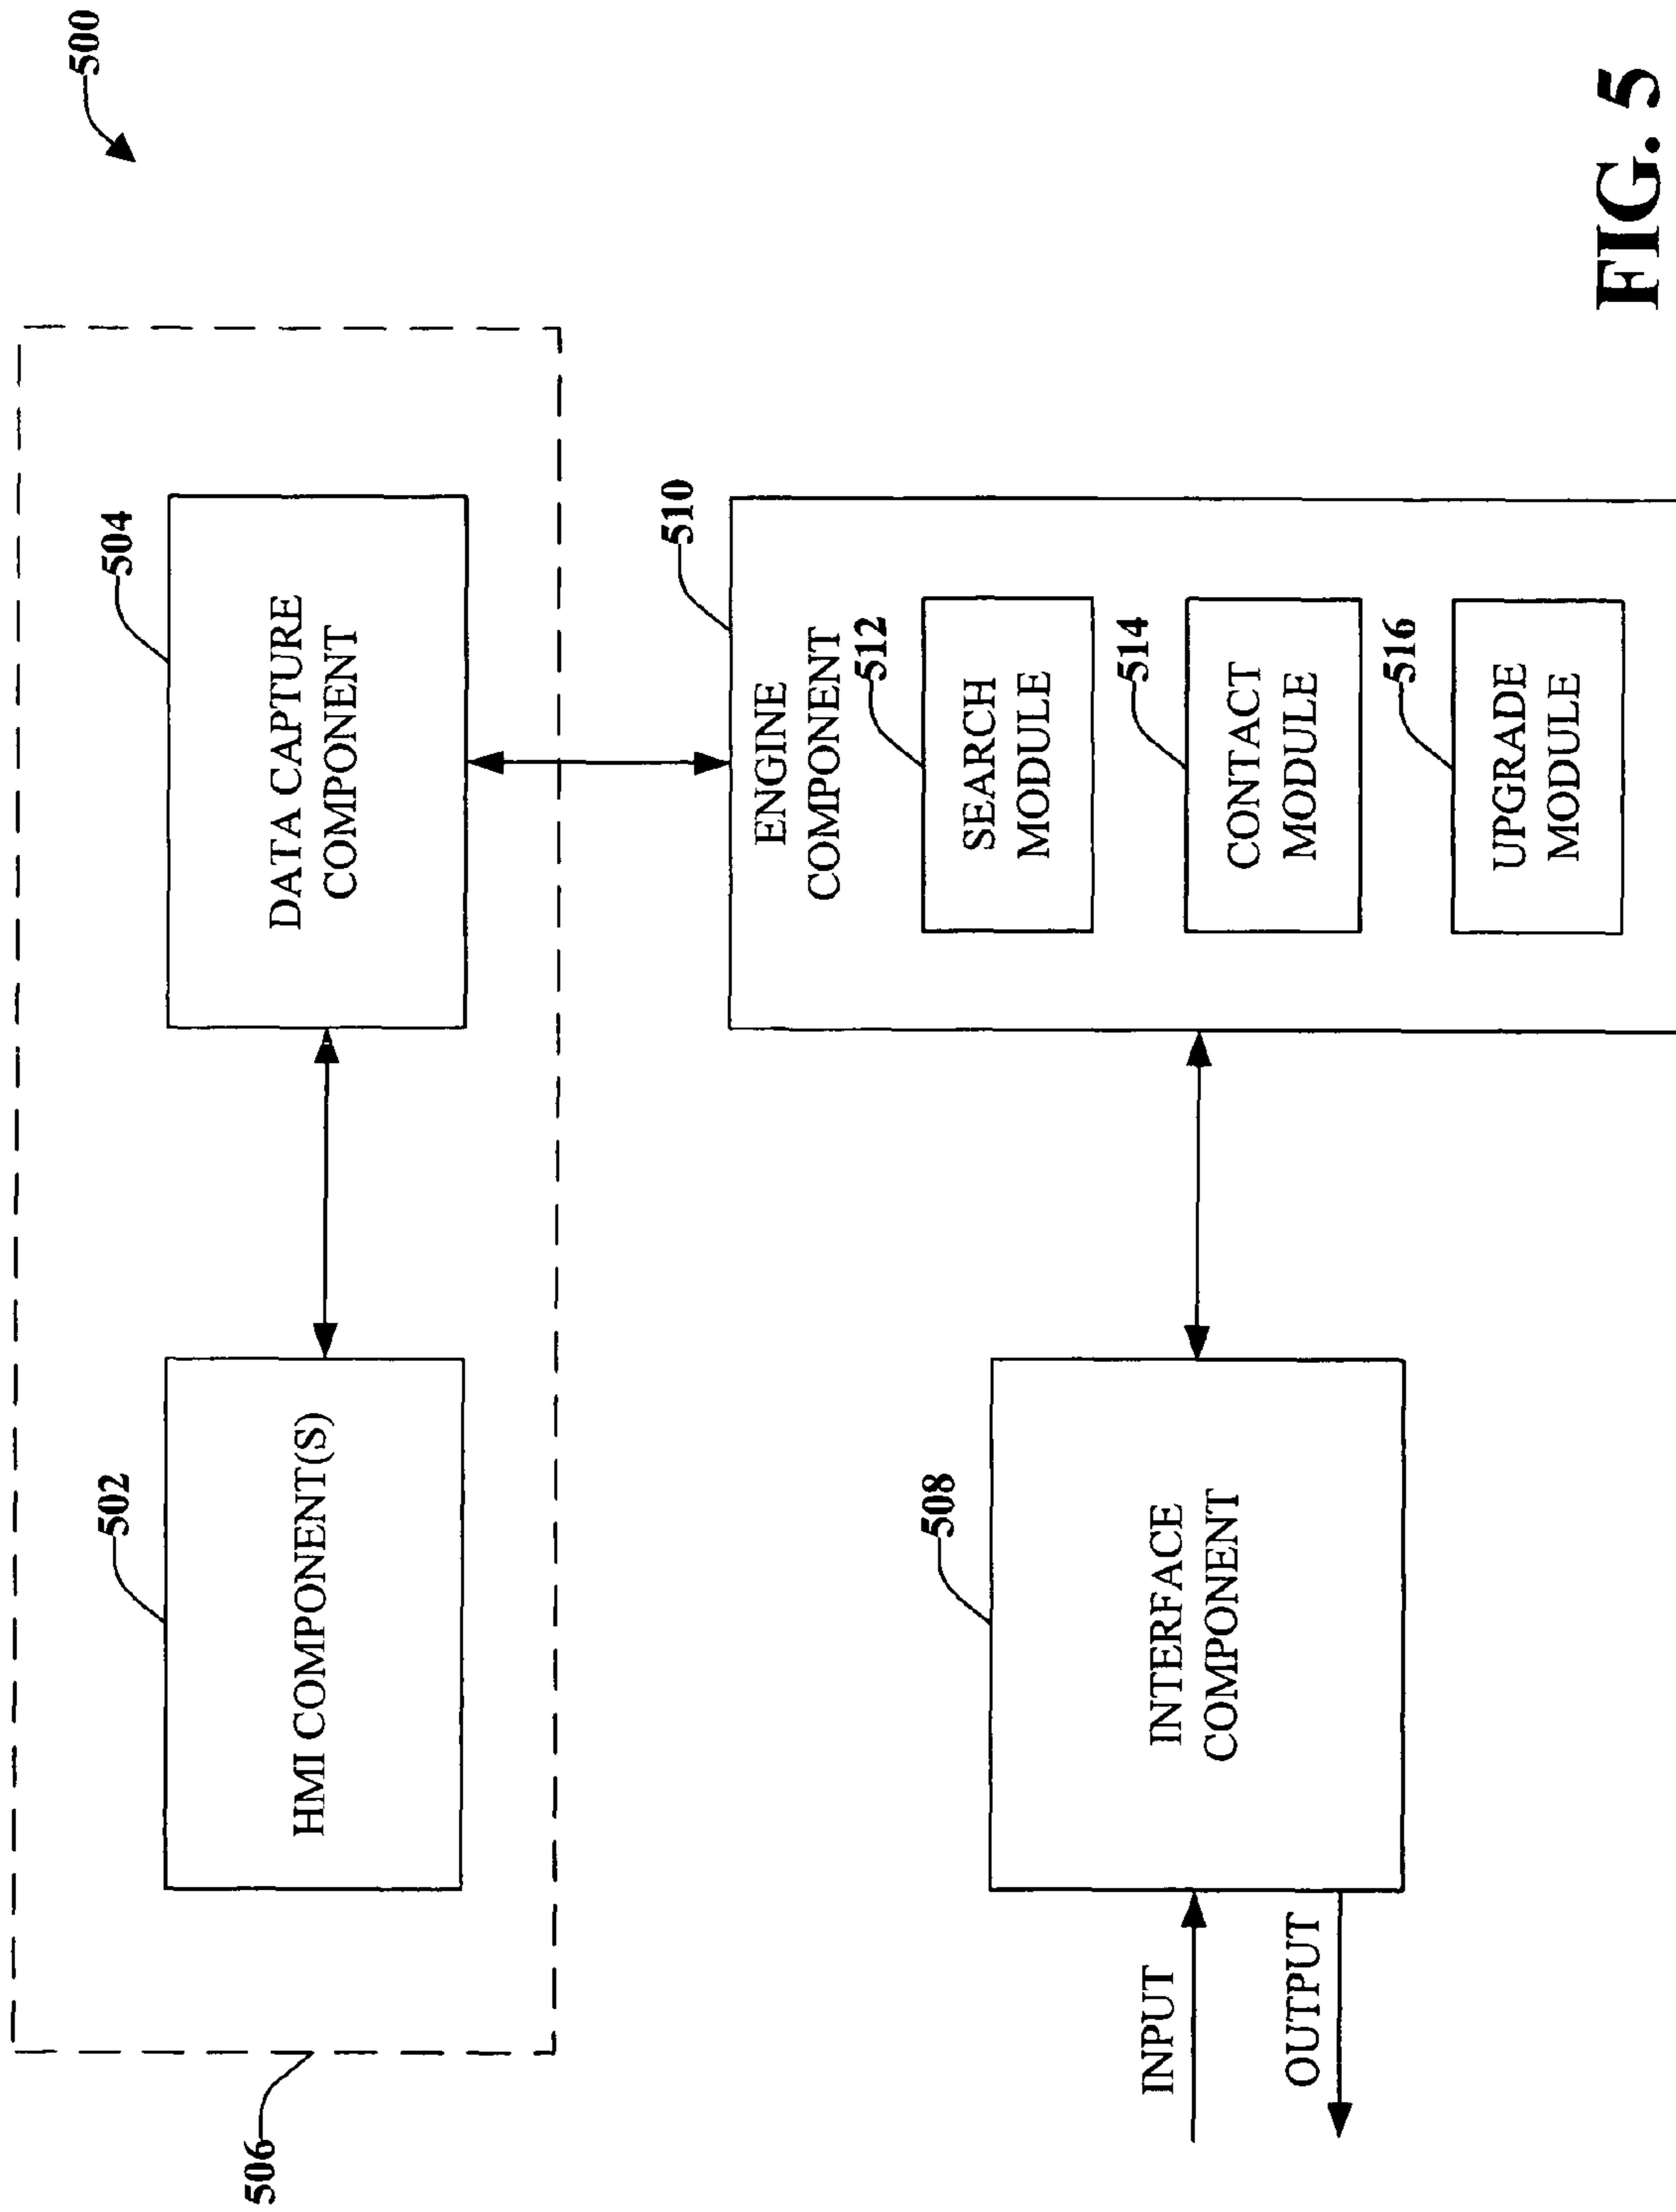 500
506
502
HMI COMPONENT(S)
504
DATA CAPTURE
COMPONENT
510
ENGINE
COMPONENT
512
SEARCH
MODULE
514
CONTACT
MODULE
516
UPGRADE
MODULE
508
INTERFACE
COMPONENT
INPUT
OUTPUT
FIG. 5